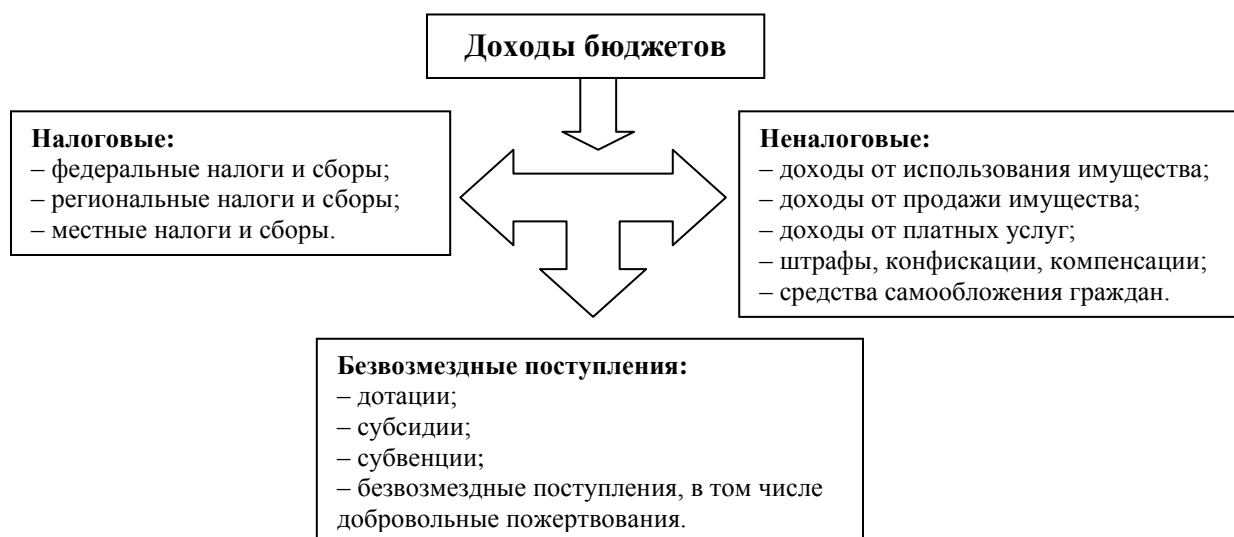 Доходы бюджетов
Налоговые:
– федеральные налоги и сборы;
– региональные налоги и сборы;
– местные налоги и сборы.
Неналоговые:
– доходы от использования имущества;
– доходы от продажи имущества;
– доходы от платных услуг;
– штрафы, конфискации, компенсации;
– средства самообложения граждан.
Безвозмездные поступления:
– дотации;
– субсидии;
– субвенции;
– безвозмездные поступления, в том числе
добровольные пожертвования.